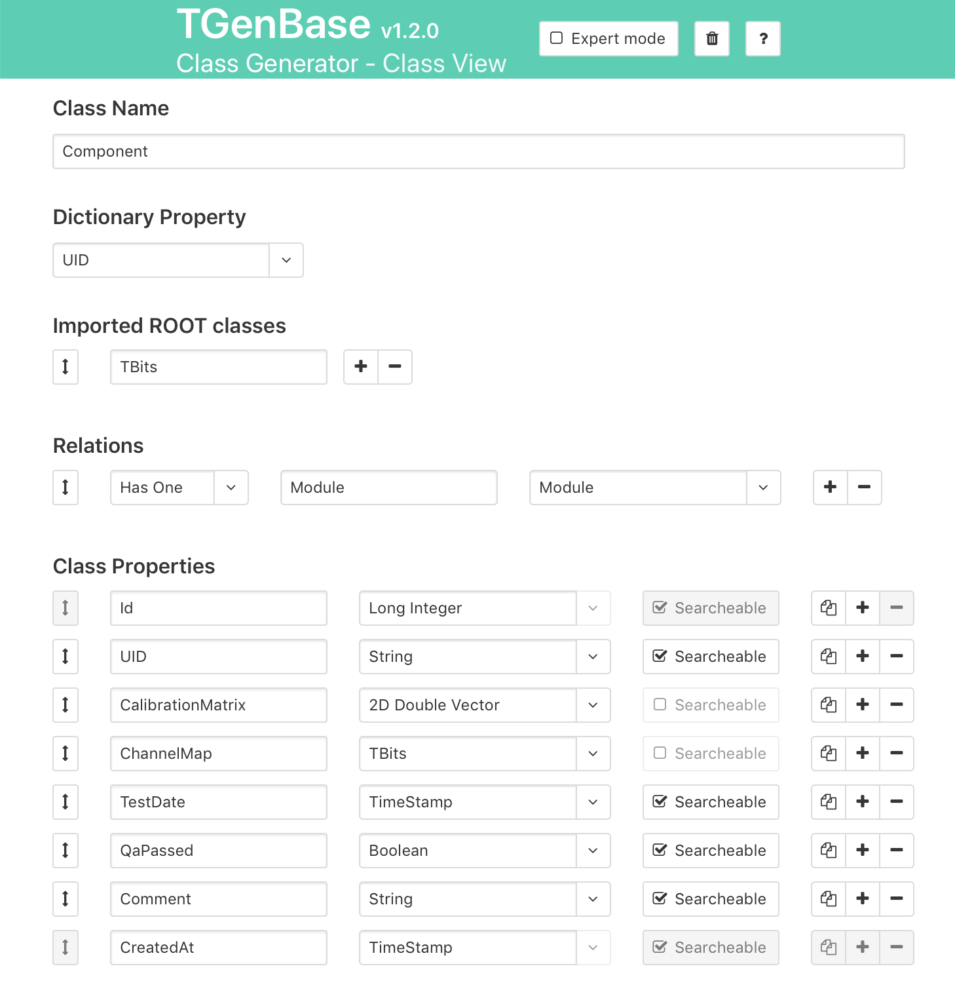 TGenBase v1.2.0
Class Generator - Class View
Expert mode
?
Class Name
Component
Dictionary Property
UID
Imported ROOT classes
TBits
Relations
Has One Module Module
Class Properties
Id Long Integer Searcheable
UID String Searcheable
CalibrationMatrix 2D Double Vector Searcheable
ChannelMap TBits Searcheable
TestDate TimeStamp Searcheable
QaPassed Boolean Searcheable
Comment String Searcheable
CreatedAt TimeStamp Searcheable